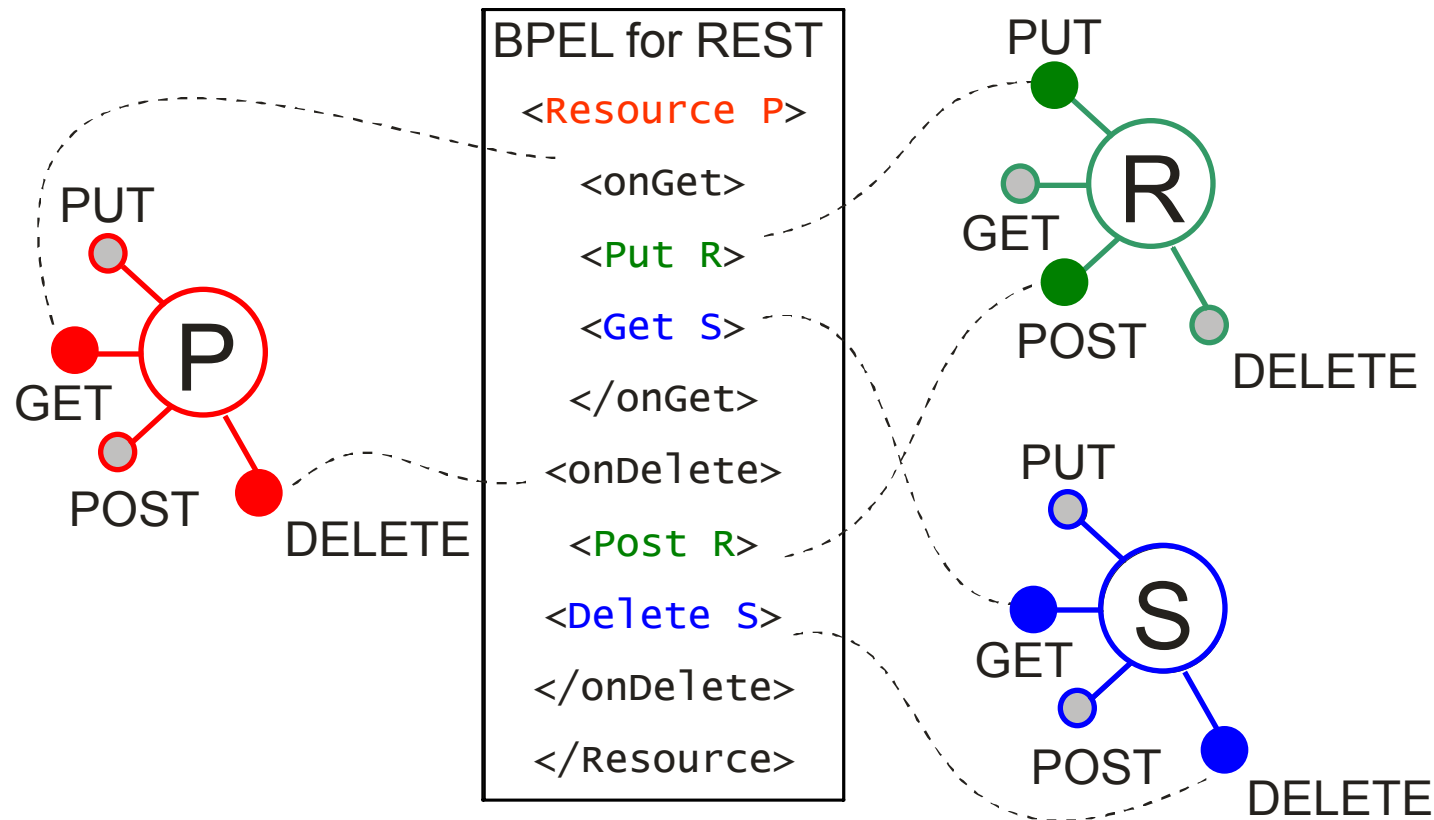 BPEL for REST
<Resource P>
<onGet>
<Put R>
<Get S>
</onGet>
<onDelete>
<Post R>
<Delete S>
</onDelete>
</Resource>
PUT
GET
P
POST
DELETE
PUT
R
GET
POST
DELETE
PUT
S
GET
POST
DELETE